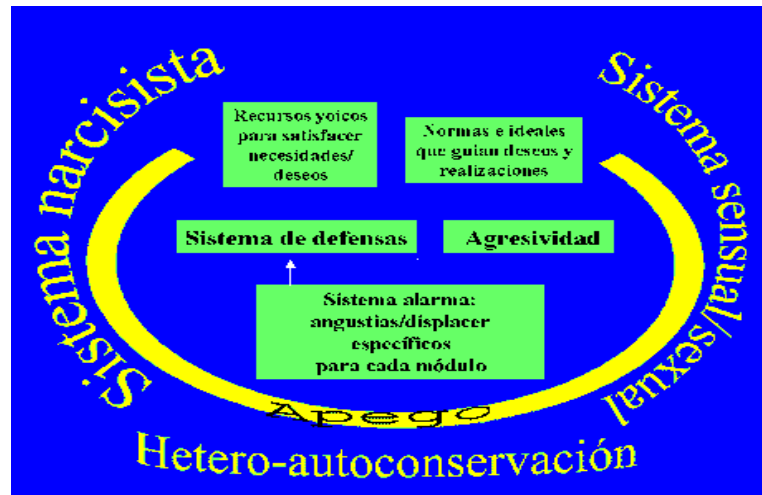 Sistema narcisista
Sistema sensual/sexual
Recursos yoicos
para satisfacer
necesidades/
deseos
Normas e ideales
que guian deseos y
realizaciones
Sistema de defensas
Agresividad
Sistema alarma:
angustias/displacer
específicos
para cada módulo
Apego
Hetero-autoconservación